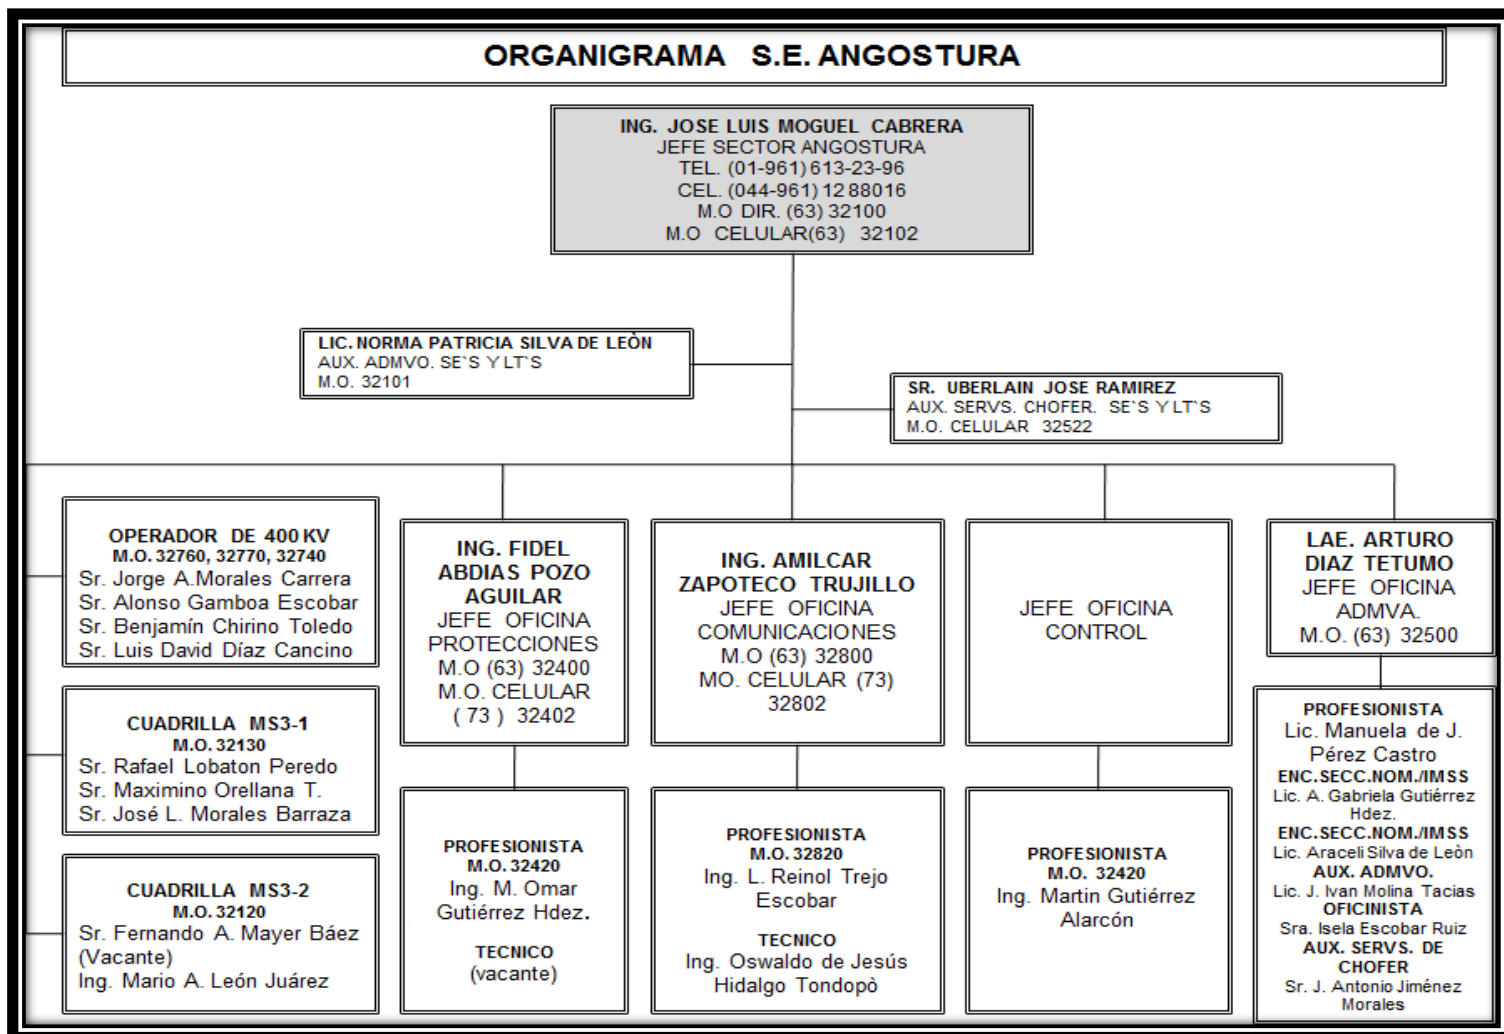 ORGANIGRAMA S.E. ANGOSTURA
ING. JOSE LUIS MOGUEL CABRERA
JEFE SECTOR ANGOSTURA
TEL. (01-961) 613-23-96
CEL. (044-961) 12 88016
M.O DIR. (63) 32100
M.O CELULAR(63) 32102
LIC. NORMA PATRICIA SILVA DE LEÒN
AUX. ADMVO. SE`S Y LT`S
M.O. 32101
SR. UBERLAIN JOSE RAMIREZ
AUX. SERVS. CHOFER. SE`S Y LT`S
M.O. CELULAR 32522
OPERADOR DE 400 KV
M.O. 32760, 32770, 32740
Sr. Jorge A.Morales Carrera
Sr. Alonso Gamboa Escobar
Sr. Benjamín Chirino Toledo
Sr. Luis David Díaz Cancino
CUADRILLA MS3-1
M.O. 32130
Sr. Rafael Lobaton Peredo
Sr. Maximino Orellana T.
Sr. José L. Morales Barraza
CUADRILLA MS3-2
M.O. 32120
Sr. Fernando A. Mayer Báez
(Vacante)
Ing. Mario A. León Juárez
ING. FIDEL
ABDIAS POZO
AGUILAR
JEFE OFICINA
PROTECCIONES
M.O (63) 32400
M.O. CELULAR
( 73 ) 32402
PROFESIONISTA
M.O. 32420
Ing. M. Omar
Gutiérrez Hdez.
TECNICO
(vacante)
ING. AMILCAR
ZAPOTECO TRUJILLO
JEFE OFICINA
COMUNICACIONES
M.O (63) 32800
MO. CELULAR (73)
32802
PROFESIONISTA
M.O. 32820
Ing. L. Reinol Trejo
Escobar
TECNICO
Ing. Oswaldo de Jesús
Hidalgo Tondopò
JEFE OFICINA
CONTROL
PROFESIONISTA
M.O. 32420
Ing. Martin Gutiérrez
Alarcón
LAE. ARTURO
DIAZ TETUMO
JEFE OFICINA
ADMVA.
M.O. (63) 32500
PROFESIONISTA
Lic. Manuela de J.
Pérez Castro
ENC.SECC.NOM./IMSS
Lic. A. Gabriela Gutiérrez
Hdez.
ENC.SECC.NOM./IMSS
Lic. Araceli Silva de Leòn
AUX. ADMVO.
Lic. J. Ivan Molina Tacias
OFICINISTA
Sra. Isela Escobar Ruiz
AUX. SERVS. DE
CHOFER
Sr. J. Antonio Jiménez
Morales